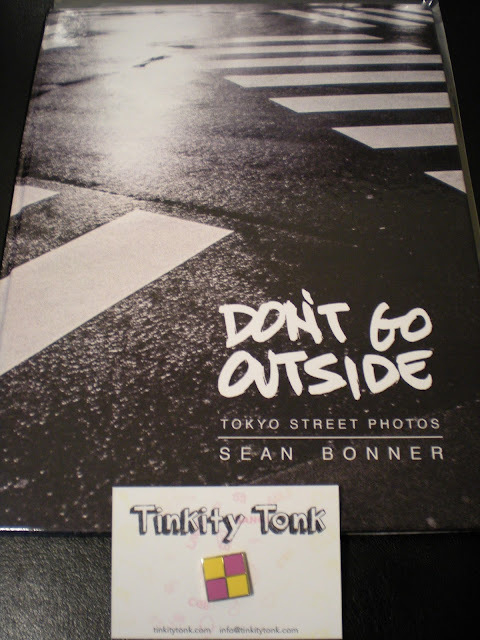 DON'T GO
OUTSIDE
TOKYO STREET PHOTOS
SEAN BONNER
Tinkity Tonk
tinkitytonk.com info@tinkitytonk.com